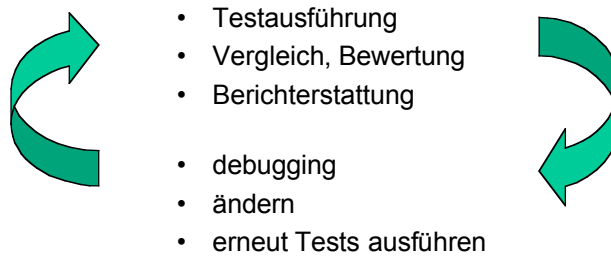 • Testausführung
• Vergleich, Bewertung
• Berichterstattung
• debugging
• ändern
• erneut Tests ausführen